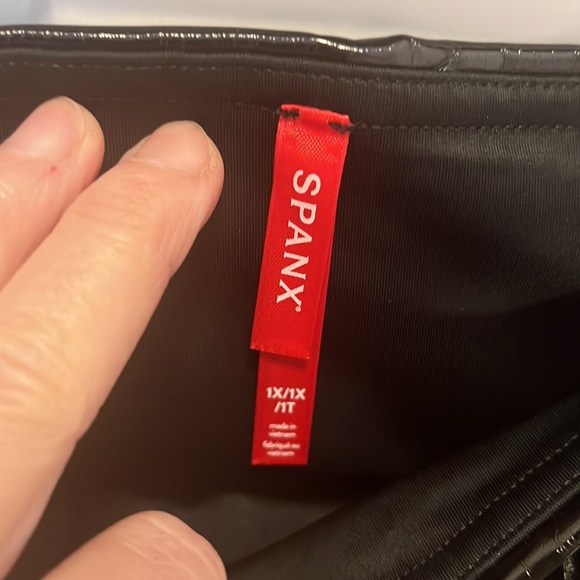 SPANX
1X/1X
/1T
made in
vietnam
fabriqué au
vietnam